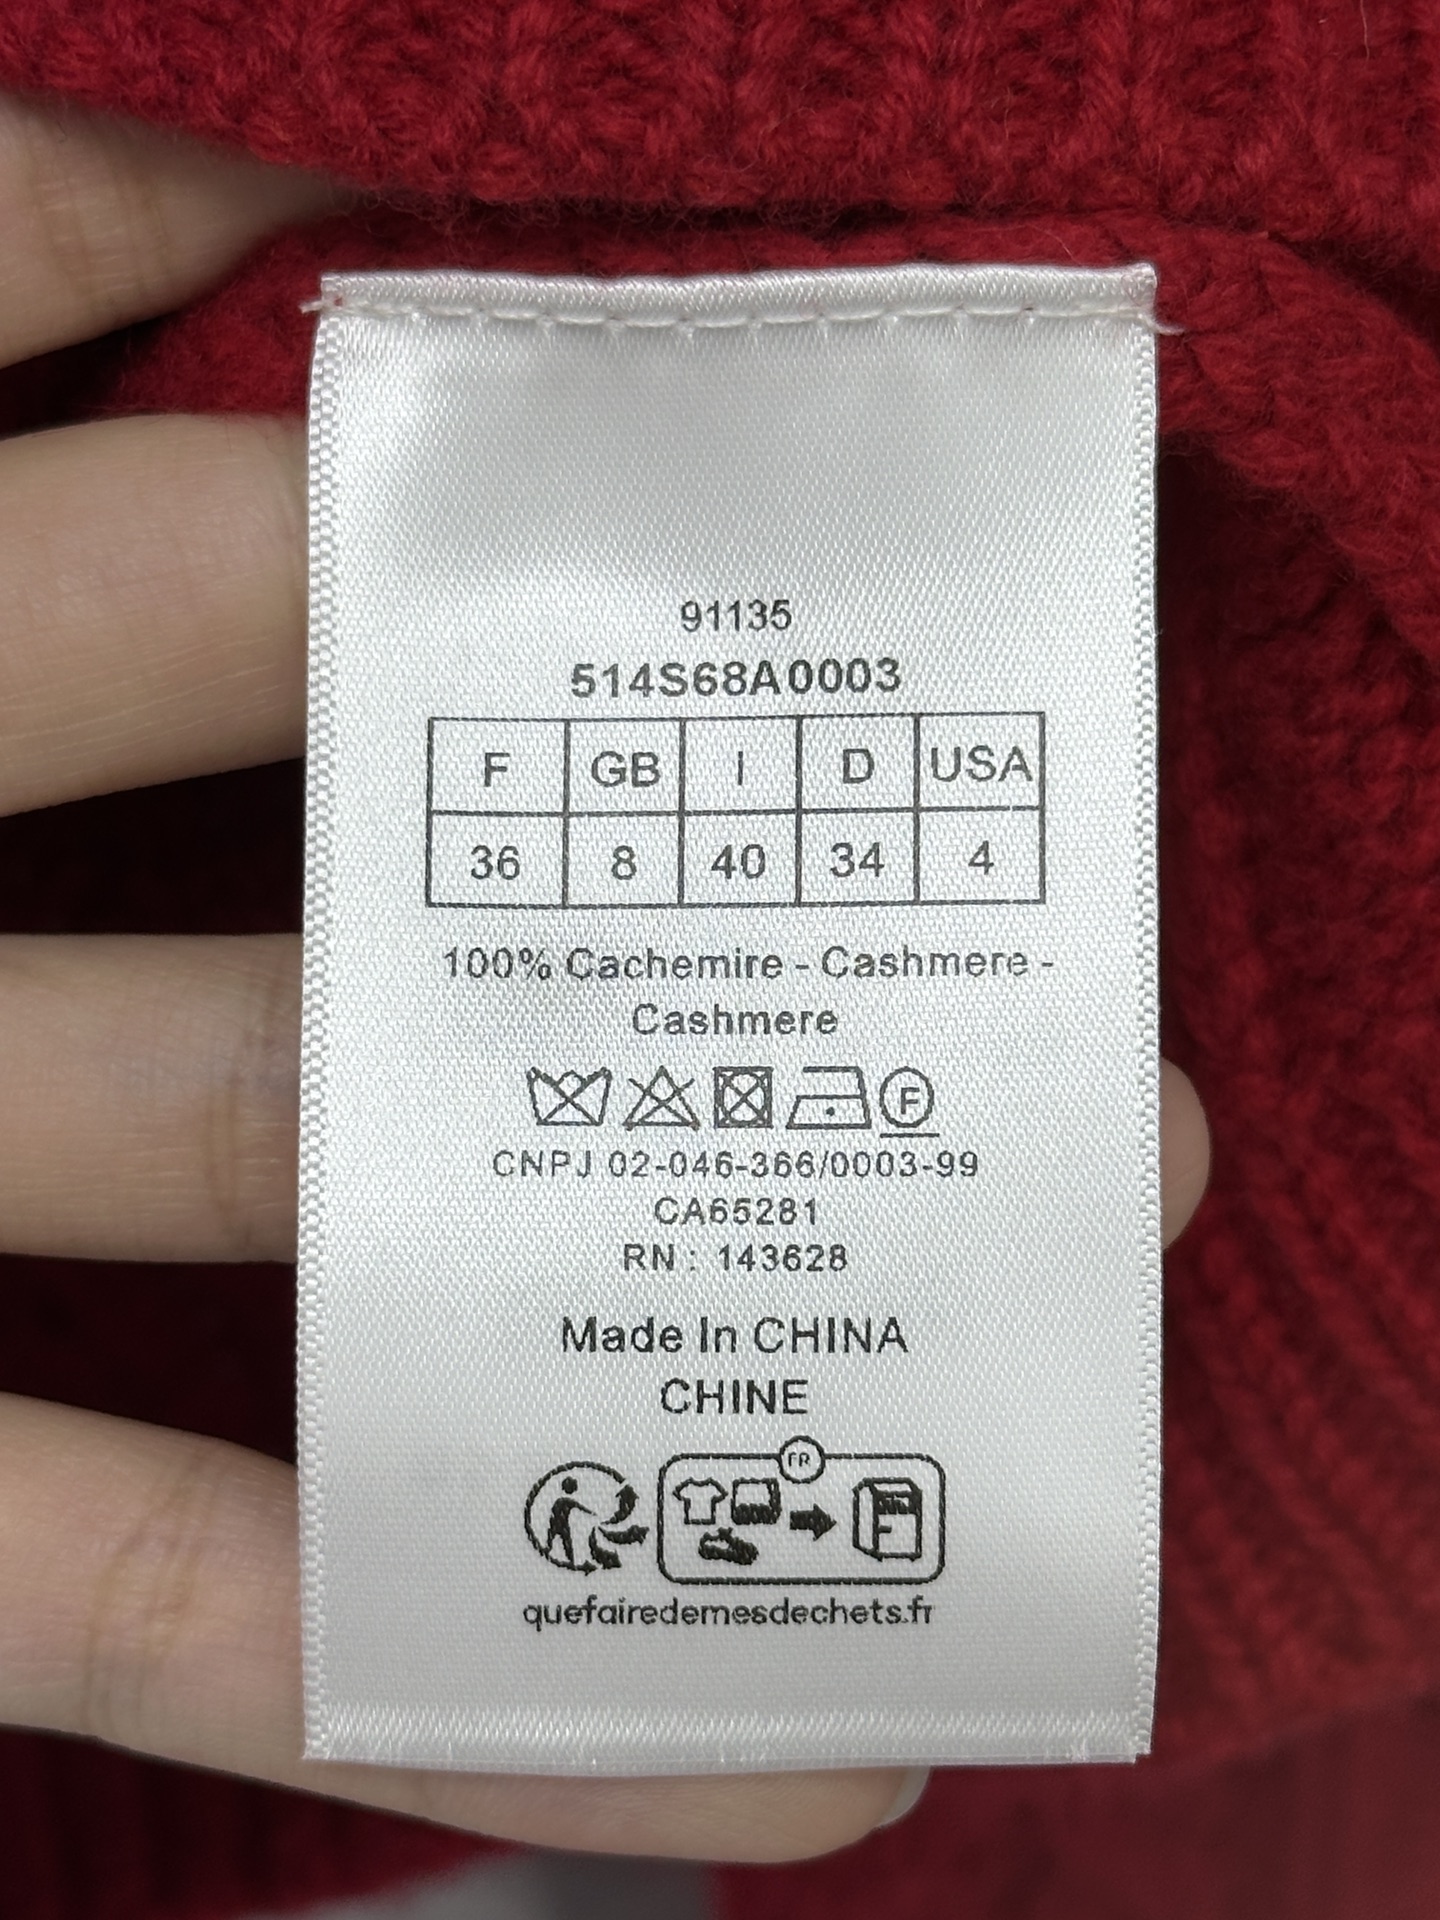 91135
514S68A0003
F GB I D USA
36 8 40 34 4
100% Cachemire - Cashmere -
Cashmere
F
CNPJ 02-046-366/0003-99
CA65281
RN : 143628
Made In CHINA
CHINE
FR
quefairedemesdechets.fr